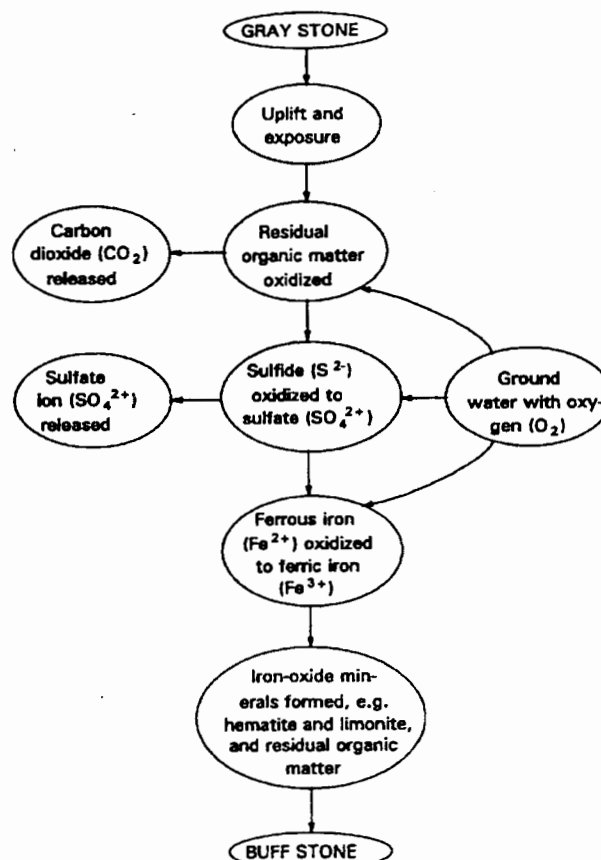 GRAY STONE
Uplift and
exposure
Carbon
dioxide (CO₂)
released
Residual
organic matter
oxidized
Sulfate
ion (SO₄²⁺)
released
Sulfide (S²⁻)
oxidized to
sulfate (SO₄²⁺)
Ground
water with oxy-
gen (O₂)
Ferrous iron
(Fe²⁺) oxidized
to ferric iron
(Fe³⁺)
Iron-oxide min-
erals formed, e.g.
hematite and limonite,
and residual organic
matter
BUFF STONE